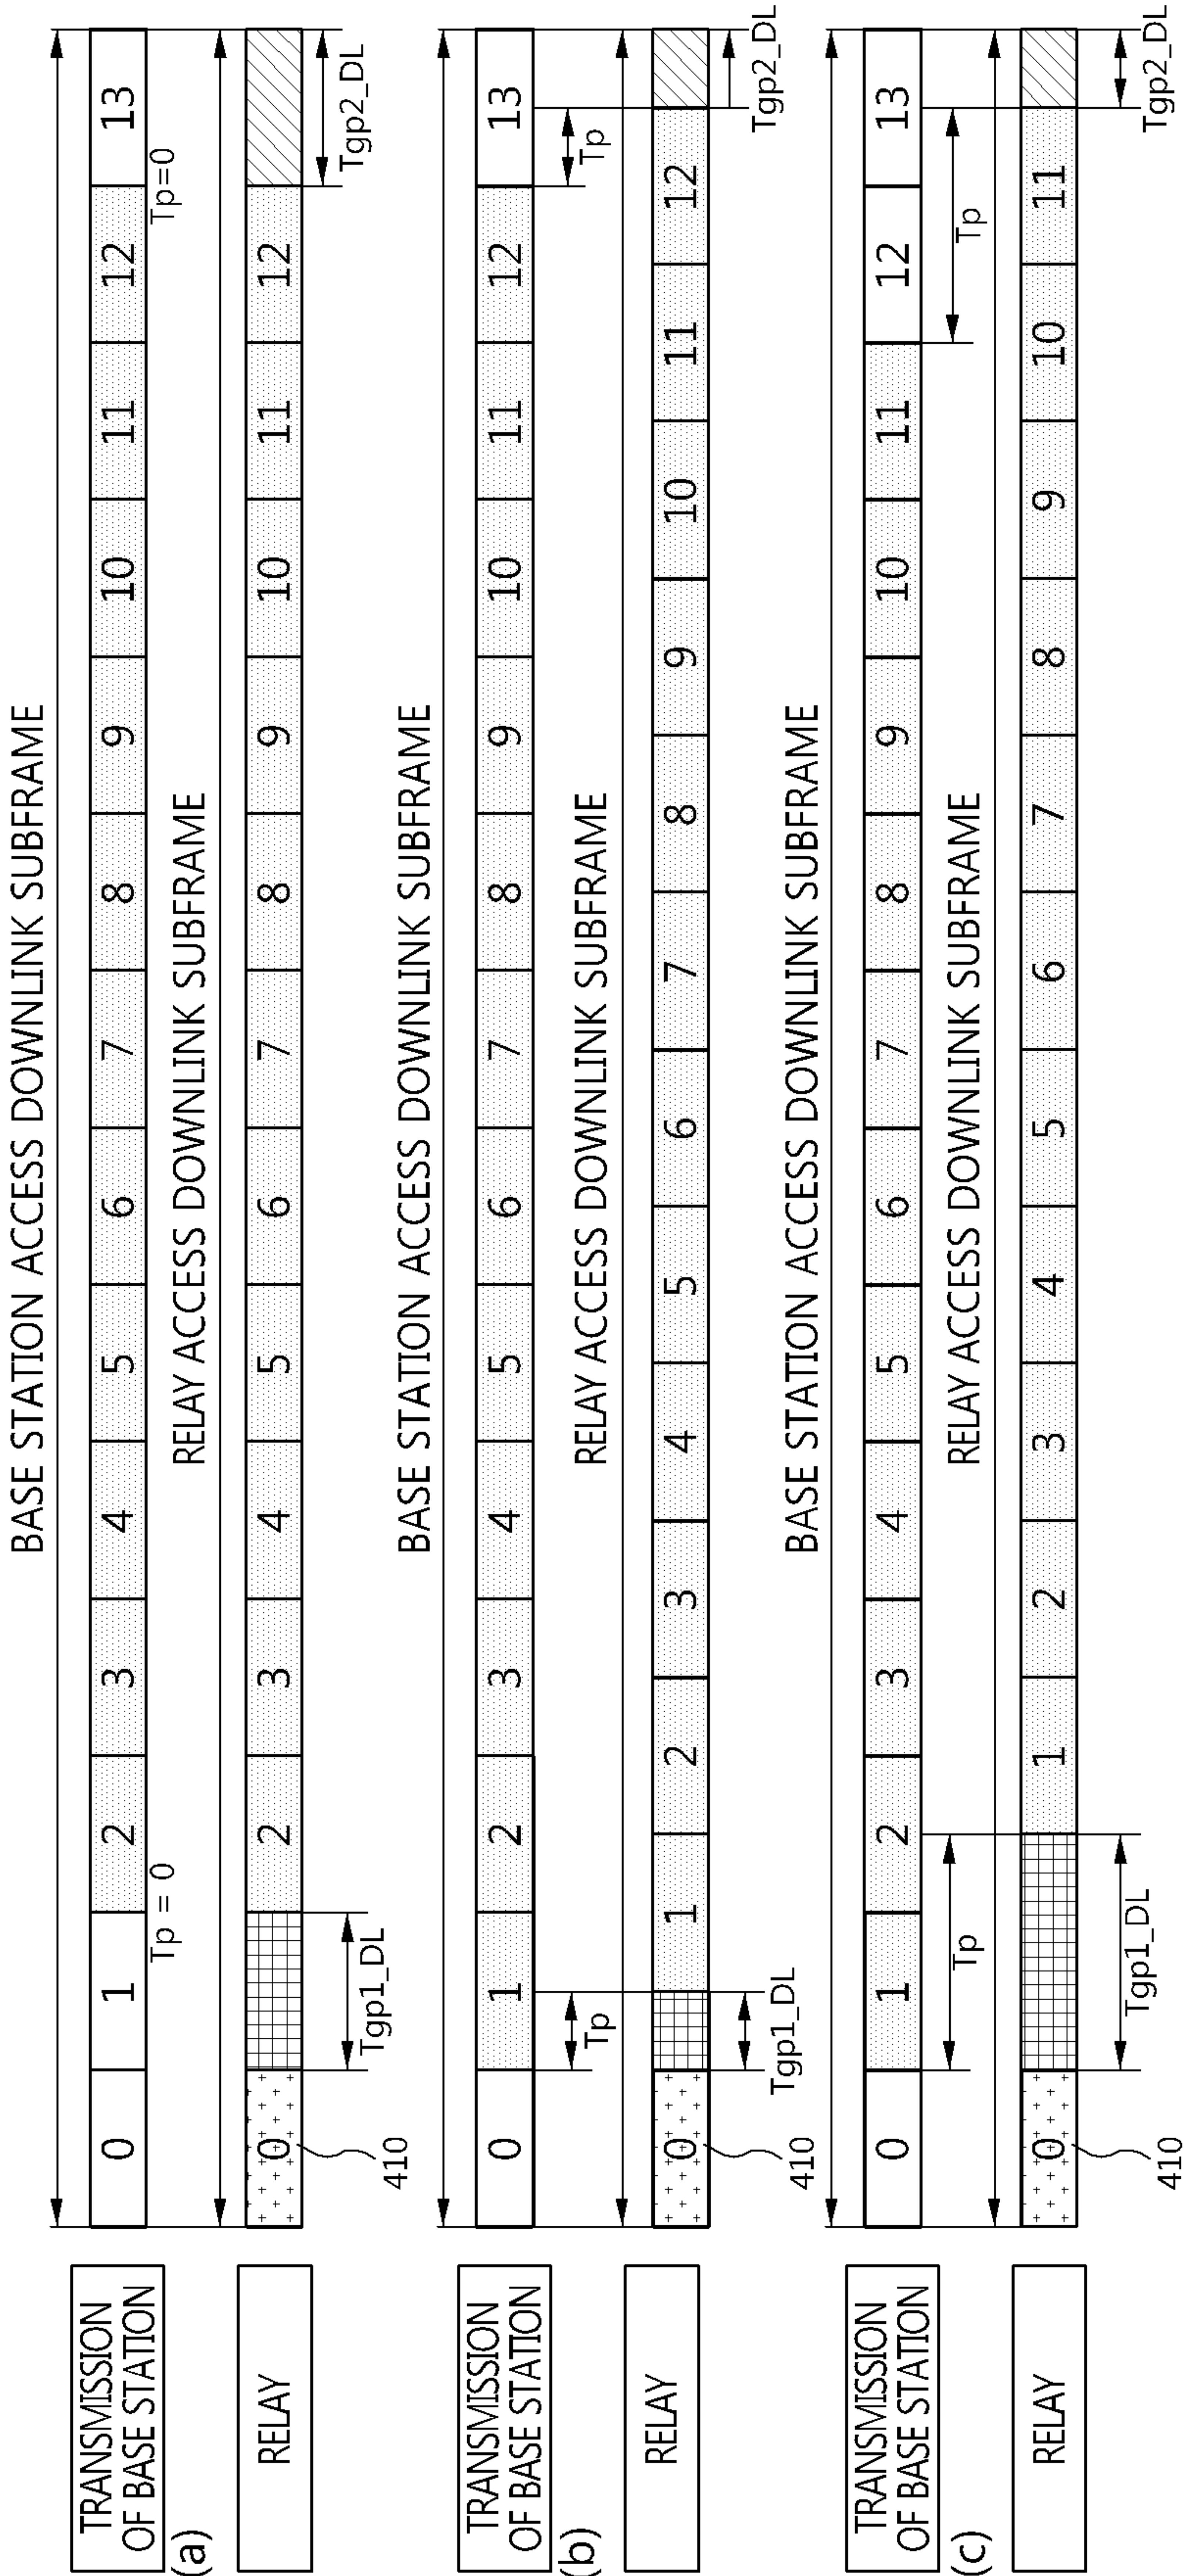 BASE STATION ACCESS DOWNLINK SUBFRAME
TRANSMISSION
OF BASE STATION
0 1 2 3 4 5 6 7 8 9 10 11 12 13
(a)
Tp = 0
Tp=0
RELAY ACCESS DOWNLINK SUBFRAME
RELAY
0 2 3 4 5 6 7 8 9 10 11 12
Tgp1_DL
Tgp2_DL
410
BASE STATION ACCESS DOWNLINK SUBFRAME
TRANSMISSION
OF BASE STATION
0 1 2 3 4 5 6 7 8 9 10 11 12 13
(b)
Tp
Tp
RELAY ACCESS DOWNLINK SUBFRAME
RELAY
0 1 2 3 4 5 6 7 8 9 10 11 12
Tgp1_DL
Tgp2_DL
410
BASE STATION ACCESS DOWNLINK SUBFRAME
TRANSMISSION
OF BASE STATION
0 1 2 3 4 5 6 7 8 9 10 11 12 13
(c)
Tp
Tp
RELAY ACCESS DOWNLINK SUBFRAME
RELAY
0 1 2 3 4 5 6 7 8 9 10 11
Tgp1_DL
Tgp2_DL
410